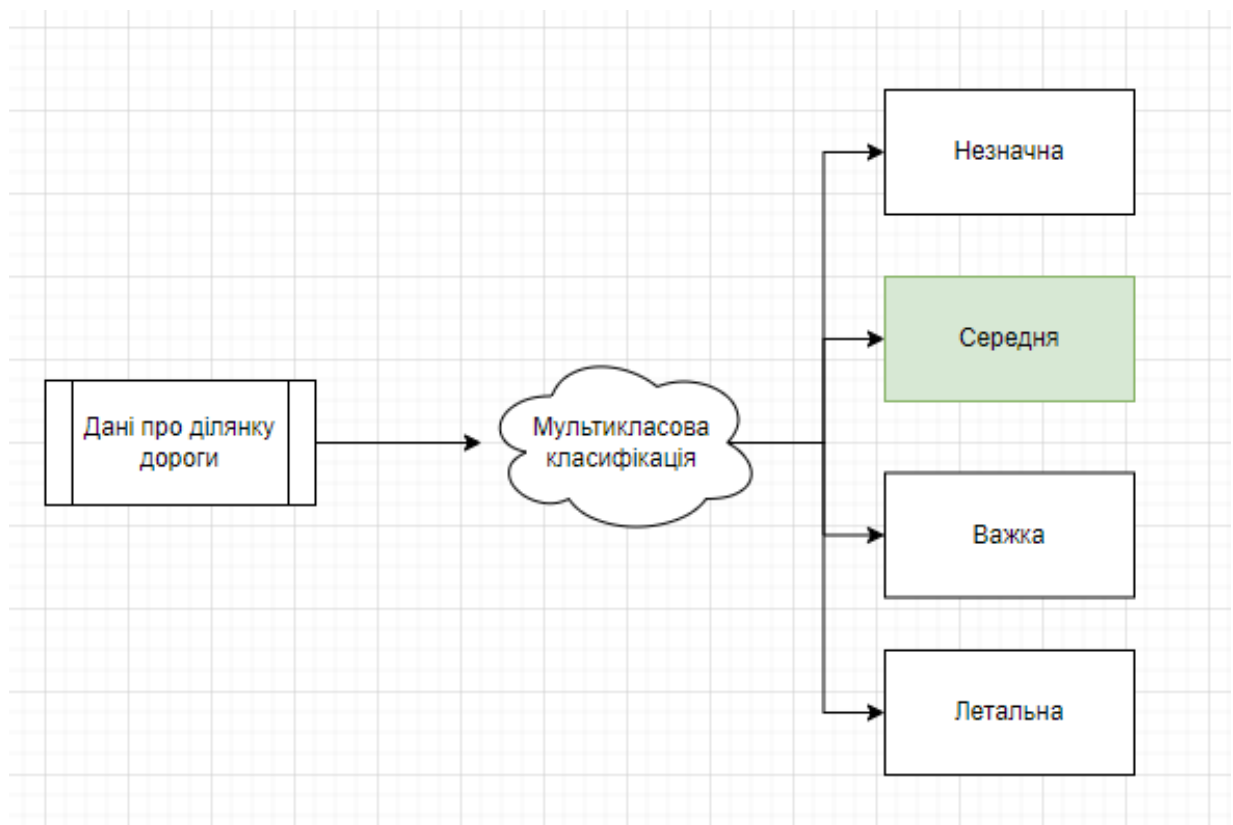 Дані про ділянку
дороги
Мультикласова
класифікація
Незначна
Середня
Важка
Летальна